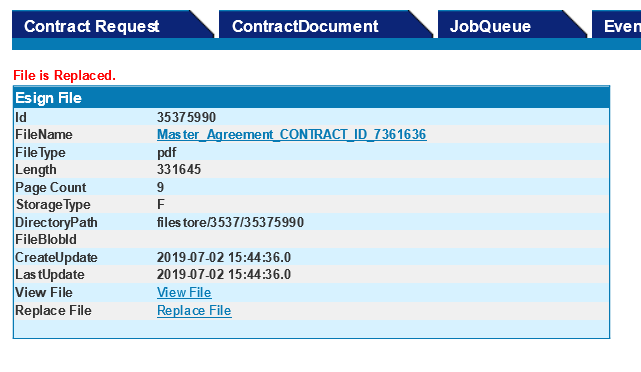 Contract Request ContractDocument JobQueue Even
File is Replaced.
Esign File
Id 35375990
FileName Master_Agreement_CONTRACT_ID_7361636
FileType pdf
Length 331645
Page Count 9
StorageType F
DirectoryPath filestore/3537/35375990
FileBlobId
CreateUpdate 2019-07-02 15:44:36.0
LastUpdate 2019-07-02 15:44:36.0
View File View File
Replace File Replace File